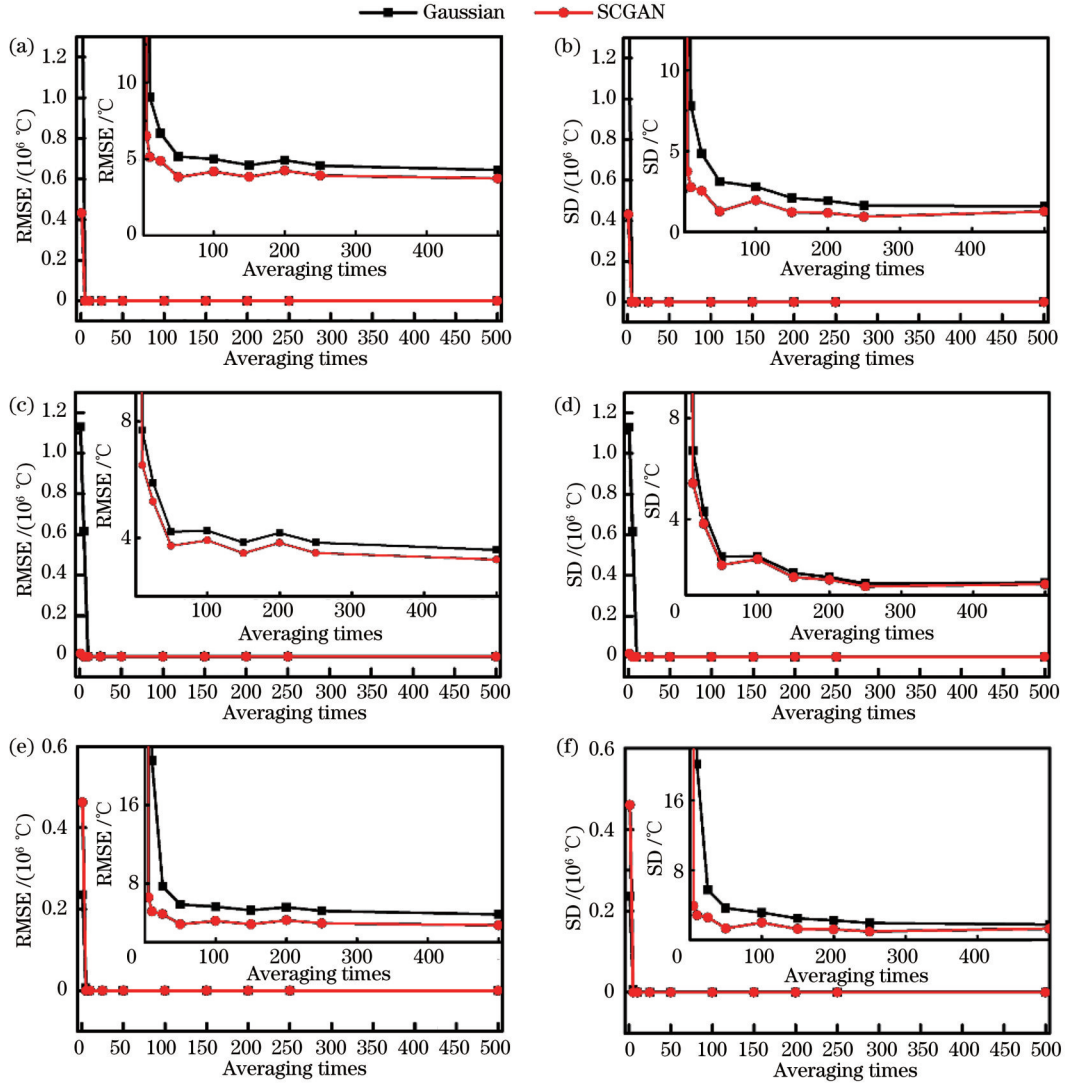 Gaussian SCGAN
(a)
RMSE /(10⁶ ℃)
1.2
1.0
0.8
0.6
0.4
0.2
0
0 50 100 150 200 250 300 350 400 450 500
Averaging times
RMSE /℃
10
5
0
100 200 300 400
Averaging times
(b)
SD /(10⁶ ℃)
1.2
1.0
0.8
0.6
0.4
0.2
0
0 50 100 150 200 250 300 350 400 450 500
Averaging times
SD /℃
10
5
0
100 200 300 400
Averaging times
(c)
RMSE /(10⁶ ℃)
1.2
1.0
0.8
0.6
0.4
0.2
0
0 50 100 150 200 250 300 350 400 450 500
Averaging times
RMSE /℃
8
4
100 200 300 400
Averaging times
(d)
SD /(10⁶ ℃)
1.2
1.0
0.8
0.6
0.4
0.2
0
0 50 100 150 200 250 300 350 400 450 500
Averaging times
SD /℃
8
4
0 100 200 300 400
Averaging times
(e)
RMSE /(10⁶ ℃)
0.6
0.4
0.2
0
0 50 100 150 200 250 300 350 400 450 500
Averaging times
RMSE /℃
16
8
0 100 200 300 400
Averaging times
(f)
SD /(10⁶ ℃)
0.6
0.4
0.2
0
0 50 100 150 200 250 300 350 400 450 500
Averaging times
SD /℃
16
8
0 100 200 300 400
Averaging times